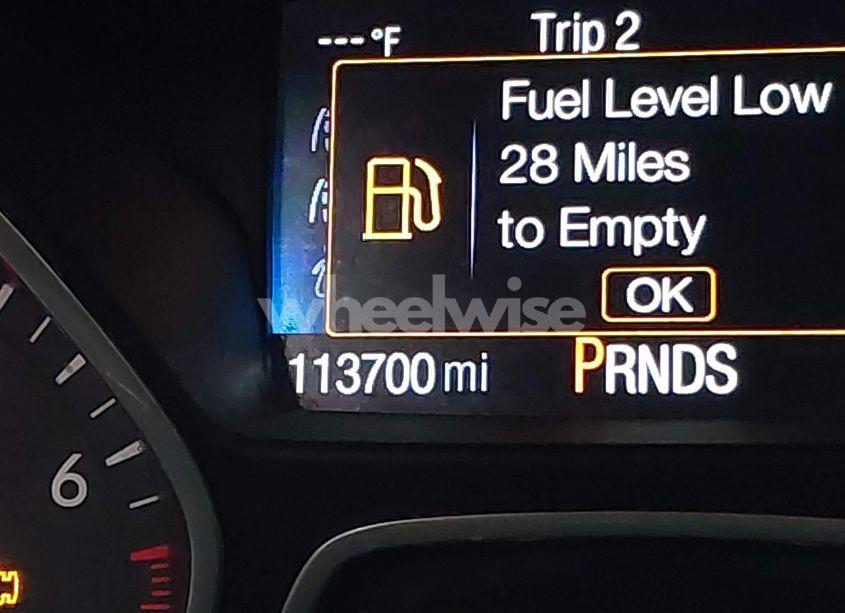 ---°F Trip 2
Fuel Level Low
28 Miles
to Empty
OK
wheelwise
113700 mi PRNDS
6